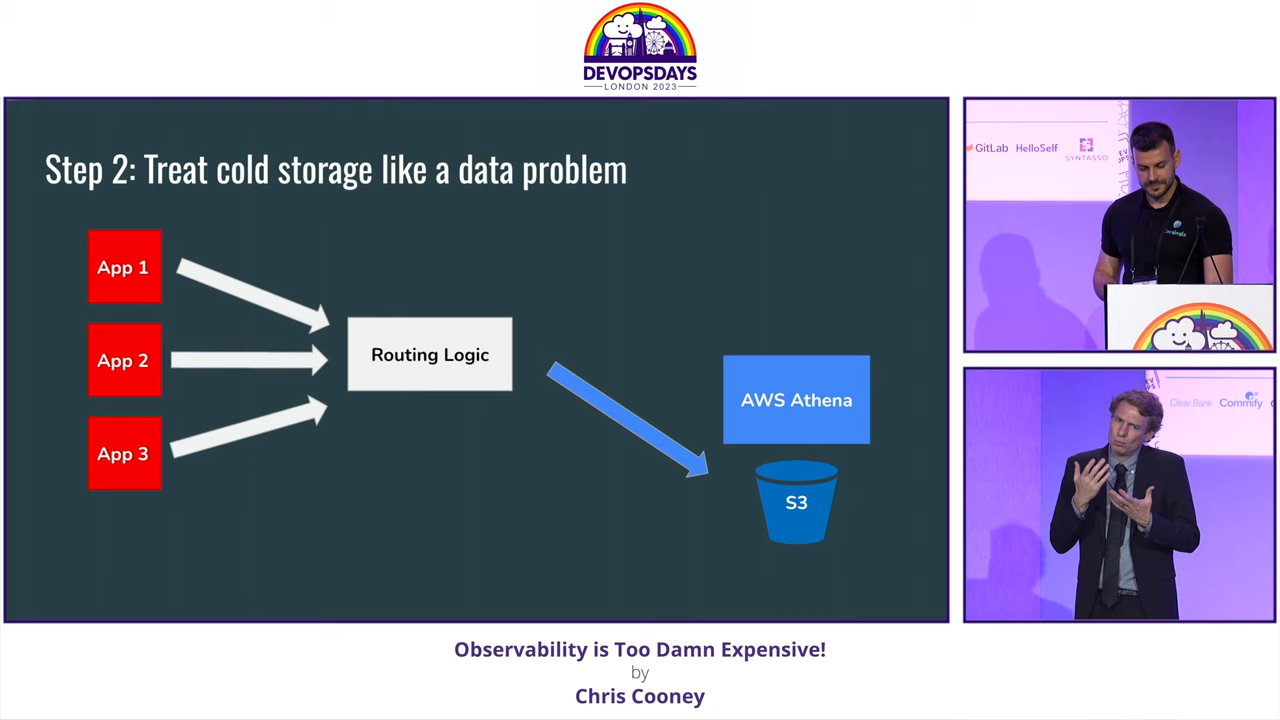 DEVOPSDAYS
LONDON 2023
Step 2: Treat cold storage like a data problem
App 1
App 2
App 3
Routing Logic
AWS Athena
S3
GitLab HelloSelf
SYNTASSO
Coralogix
Clear.Bank Commify
Observability is Too Damn Expensive!
by
Chris Cooney